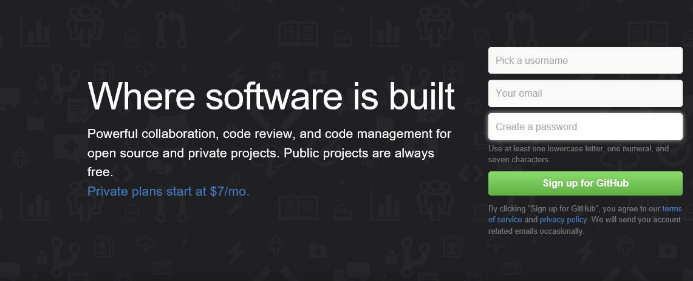 Where software is built
Powerful collaboration, code review, and code management for
open source and private projects. Public projects are always
free.
Private plans start at $7/mo.
Pick a username
Your email
Create a password
Use at least one lowercase letter, one numeral, and
seven characters.
Sign up for GitHub
By clicking "Sign up for GitHub", you agree to our terms
of service and privacy policy. We will send you account
related emails occasionally.